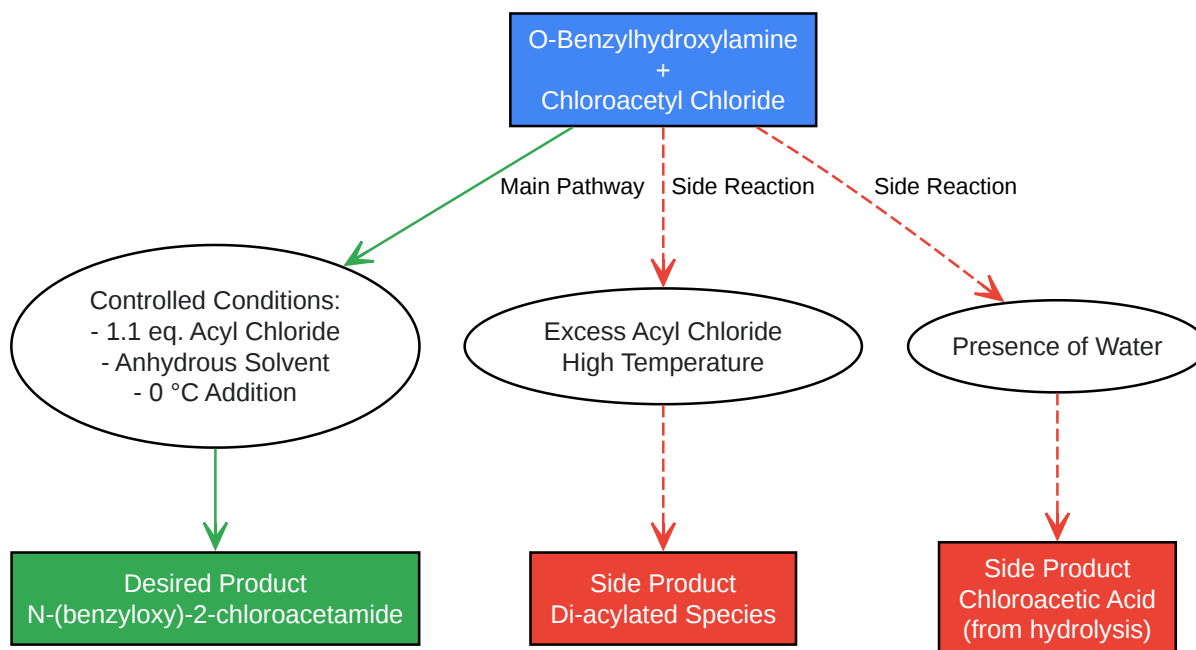 O-Benzylhydroxylamine
+
Chloroacetyl Chloride
Main Pathway
Side Reaction
Side Reaction
Controlled Conditions:
- 1.1 eq. Acyl Chloride
- Anhydrous Solvent
- 0 °C Addition
Excess Acyl Chloride
High Temperature
Presence of Water
Desired Product
N-(benzyloxy)-2-chloroacetamide
Side Product
Di-acylated Species
Side Product
Chloroacetic Acid
(from hydrolysis)